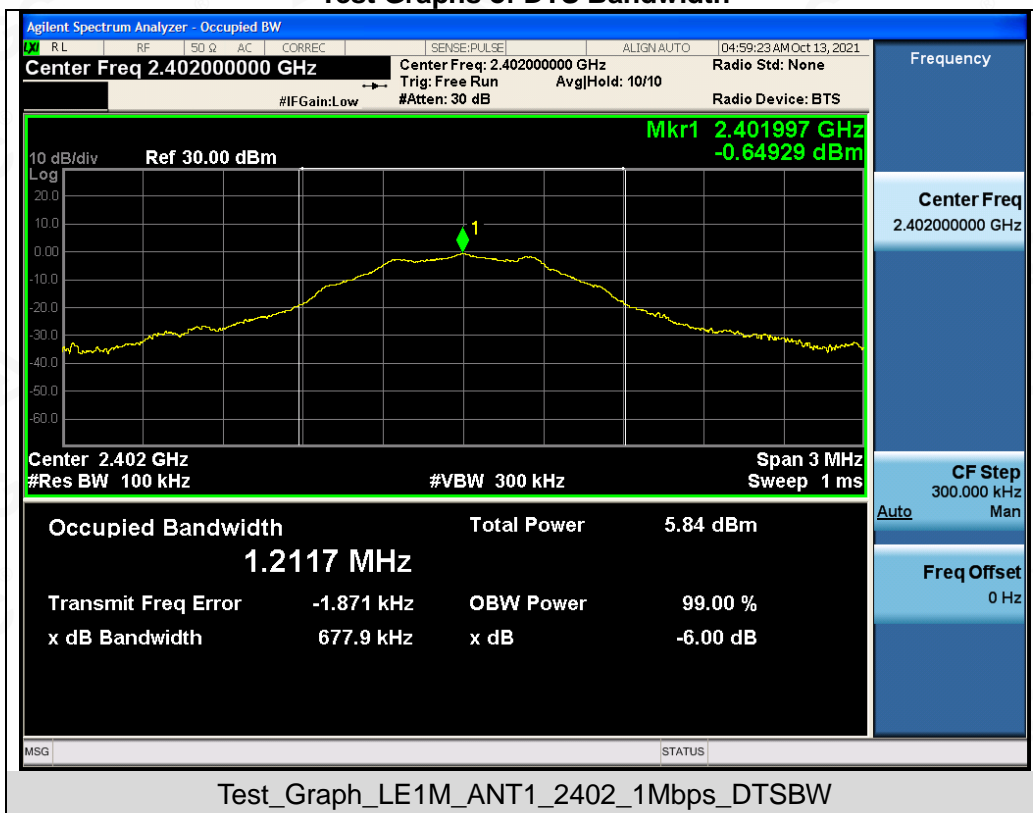 Test Graphs of DTS Bandwidth
Agilent Spectrum Analyzer - Occupied BW
LXI RL RF 50 Ω AC CORREC SENSE:PULSE ALIGN AUTO 04:59:23 AM Oct 13, 2021
Center Freq 2.402000000 GHz
Center Freq: 2.402000000 GHz
Radio Std: None
Trig: Free Run Avg|Hold: 10/10
#IFGain:Low
#Atten: 30 dB
Radio Device: BTS
Frequency
Mkr1 2.401997 GHz
-0.64929 dBm
10 dB/div Ref 30.00 dBm
Log
20.0
10.0
0.00
-10.0
-20.0
-30.0
-40.0
-50.0
-60.0
1
Center 2.402 GHz
Span 3 MHz
#Res BW 100 kHz
#VBW 300 kHz
Sweep 1 ms
Center Freq
2.402000000 GHz
CF Step
300.000 kHz
Auto Man
Freq Offset
0 Hz
Occupied Bandwidth
1.2117 MHz
Total Power 5.84 dBm
Transmit Freq Error -1.871 kHz
OBW Power 99.00 %
x dB Bandwidth 677.9 kHz
x dB -6.00 dB
MSG
STATUS
Test_Graph_LE1M_ANT1_2402_1Mbps_DTSBW